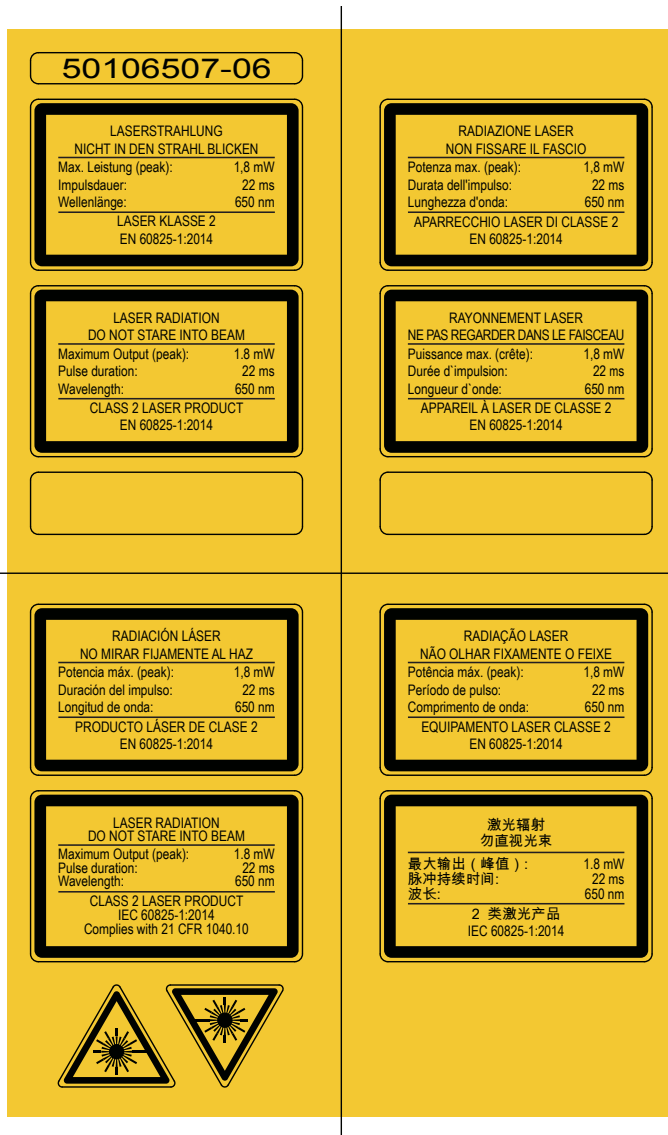 50106507-06
LASERSTRAHLUNG
NICHT IN DEN STRAHL BLICKEN
Max. Leistung (peak): 1,8 mW
Impulsdauer: 22 ms
Wellenlänge: 650 nm
LASER KLASSE 2
EN 60825-1:2014
RADIAZIONE LASER
NON FISSARE IL FASCIO
Potenza max. (peak): 1,8 mW
Durata dell'impulso: 22 ms
Lunghezza d'onda: 650 nm
APARRECCHIO LASER DI CLASSE 2
EN 60825-1:2014
LASER RADIATION
DO NOT STARE INTO BEAM
Maximum Output (peak): 1.8 mW
Pulse duration: 22 ms
Wavelength: 650 nm
CLASS 2 LASER PRODUCT
EN 60825-1:2014
RAYONNEMENT LASER
NE PAS REGARDER DANS LE FAISCEAU
Puissance max. (crête): 1,8 mW
Durée d`impulsion: 22 ms
Longueur d`onde: 650 nm
APPAREIL À LASER DE CLASSE 2
EN 60825-1:2014
RADIACIÓN LÁSER
NO MIRAR FIJAMENTE AL HAZ
Potencia máx. (peak): 1,8 mW
Duración del impulso: 22 ms
Longitud de onda: 650 nm
PRODUCTO LÁSER DE CLASE 2
EN 60825-1:2014
RADIAÇÃO LASER
NÃO OLHAR FIXAMENTE O FEIXE
Potência máx. (peak): 1,8 mW
Período de pulso: 22 ms
Comprimento de onda: 650 nm
EQUIPAMENTO LASER CLASSE 2
EN 60825-1:2014
LASER RADIATION
DO NOT STARE INTO BEAM
Maximum Output (peak): 1.8 mW
Pulse duration: 22 ms
Wavelength: 650 nm
CLASS 2 LASER PRODUCT
IEC 60825-1:2014
Complies with 21 CFR 1040.10
激光辐射
勿直视光束
最大输出（峰值）: 1.8 mW
脉冲持续时间: 22 ms
波长: 650 nm
2 类激光产品
IEC 60825-1:2014